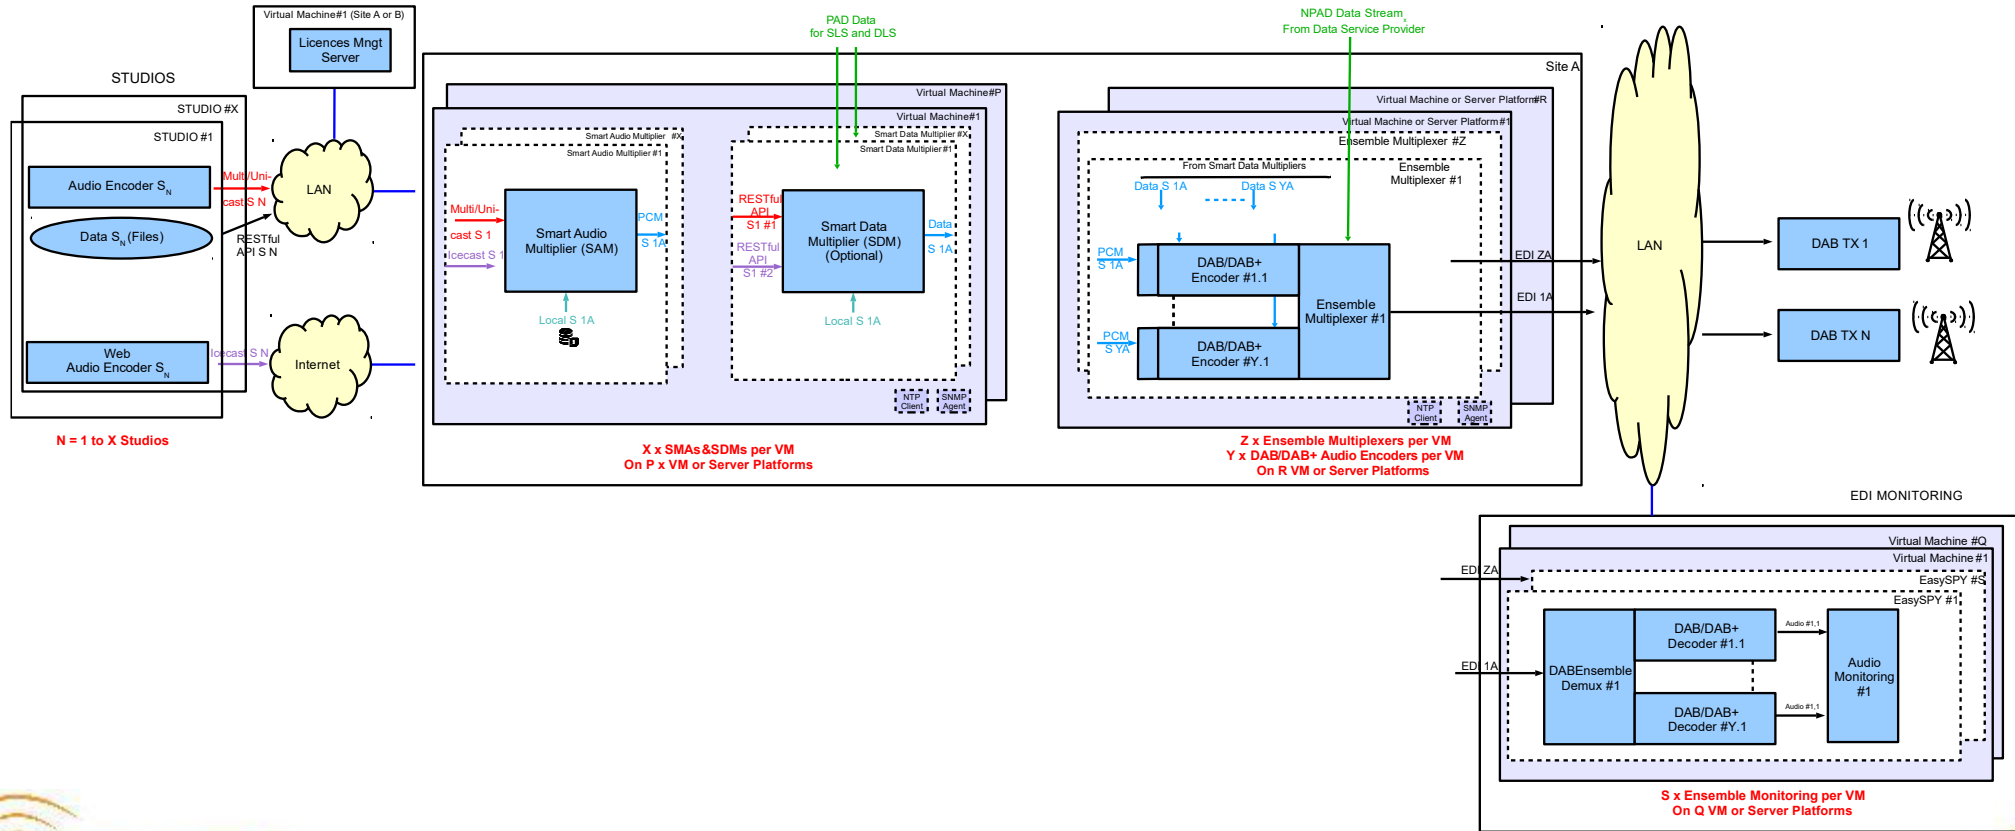 Virtual Machine#1 (Site A or B)
Licences Mngt
Server
STUDIOS
STUDIO #X
STUDIO #1
Audio Encoder SN
Data SN (Files)
Web
Audio Encoder SN
N = 1 to X Studios
Multi/Uni-
cast S N
RESTful
API S N
Icecast S N
LAN
Internet
PAD Data
for SLS and DLS
NPAD Data Stream x
From Data Service Provider
Site A
Virtual Machine#P
Virtual Machine#1
Smart Audio Multiplier #X
Smart Audio Multiplier #1
Multi/Uni-
cast S 1
Icecast S 1
Smart Audio
Multiplier (SAM)
PCM
S 1A
Local S 1A
Smart Data Multiplier #X
Smart Data Multiplier #1
RESTful
API
S1 #1
RESTful
API
S1 #2
Smart Data
Multiplier (SDM)
(Optional)
Data
S 1A
Local S 1A
NTP
Client
SNMP
Agent
X x SMAs&SDMs per VM
On P x VM or Server Platforms
Virtual Machine or Server Platform#R
Virtual Machine or Server Platform#1
Ensemble Multiplexer #Z
Ensemble
Multiplexer #1
From Smart Data Multipliers
Data S 1A
Data S YA
PCM
S 1A
DAB/DAB+
Encoder #1.1
PCM
S YA
DAB/DAB+
Encoder #Y.1
Ensemble
Multiplexer #1
NTP
Client
SNMP
Agent
Z x Ensemble Multiplexers per VM
Y x DAB/DAB+ Audio Encoders per VM
On R VM or Server Platforms
EDI ZA
EDI 1A
LAN
DAB TX 1
DAB TX N
EDI MONITORING
Virtual Machine #Q
Virtual Machine #1
EasySPY #S
EasySPY #1
EDI ZA
EDI 1A
DABEnsemble
Demux #1
DAB/DAB+
Decoder #1.1
DAB/DAB+
Decoder #Y.1
Audio #1,1
Audio #1,1
Audio
Monitoring
#1
S x Ensemble Monitoring per VM
On Q VM or Server Platforms